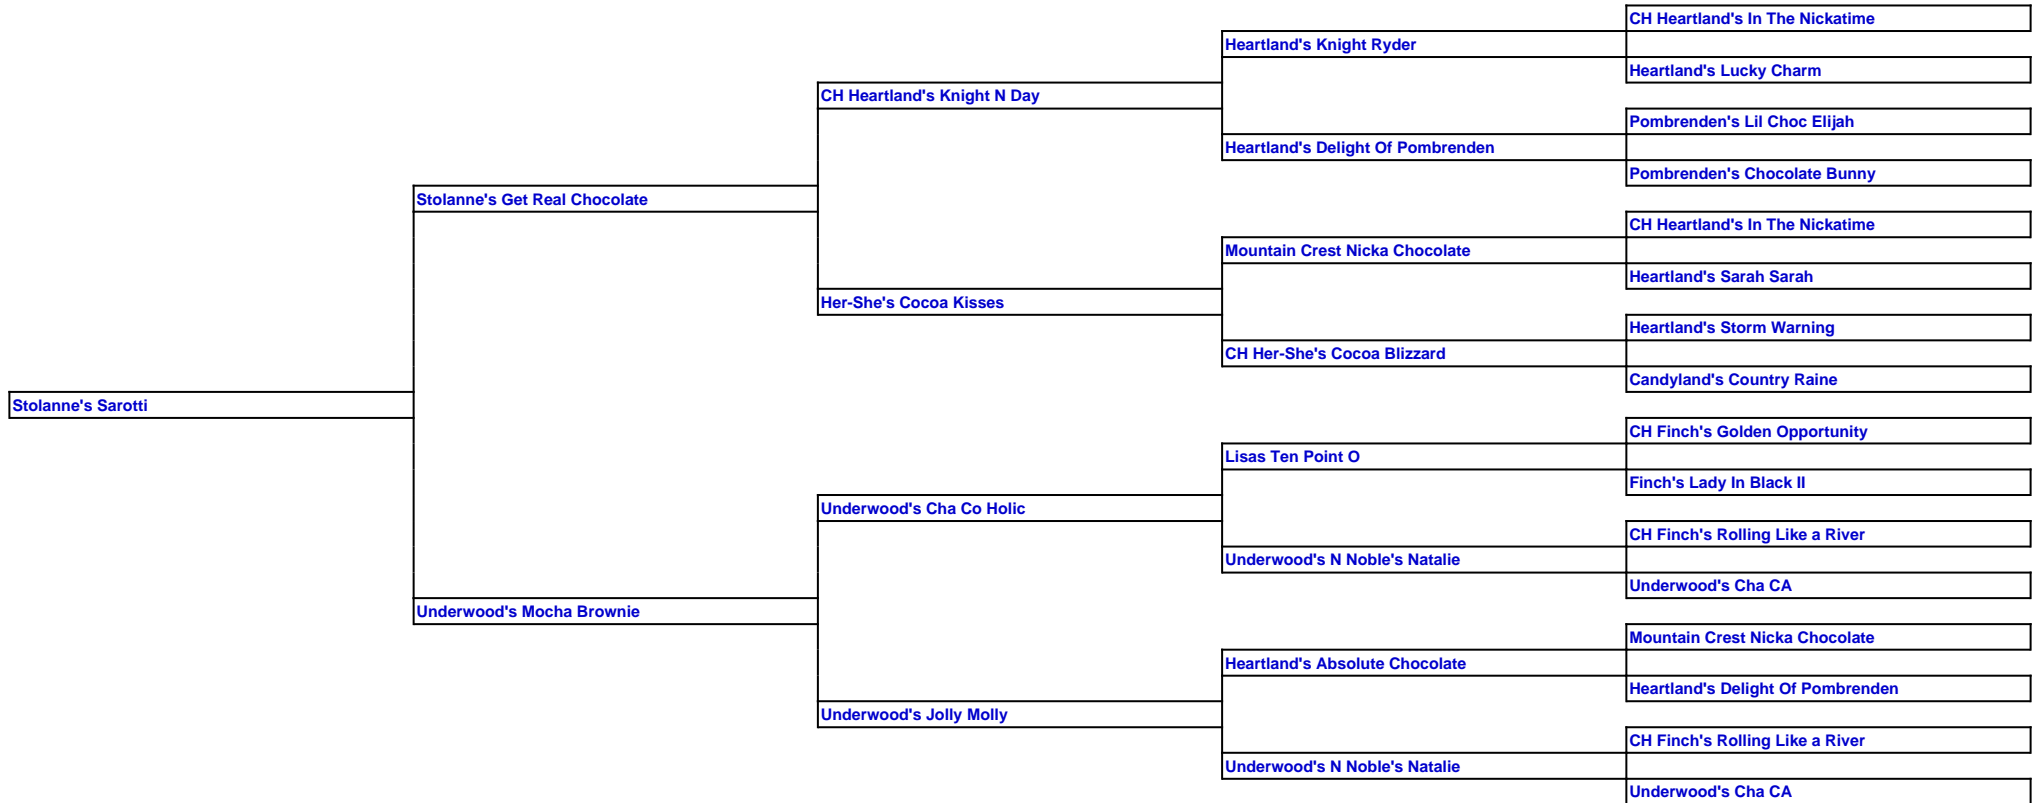 CH Heartland's In The Nickatime
Heartland's Knight Ryder
Heartland's Lucky Charm
CH Heartland's Knight N Day
Pombrenden's Lil Choc Elijah
Heartland's Delight Of Pombrenden
Pombrenden's Chocolate Bunny
Stolanne's Get Real Chocolate
CH Heartland's In The Nickatime
Mountain Crest Nicka Chocolate
Heartland's Sarah Sarah
Her-She's Cocoa Kisses
Heartland's Storm Warning
CH Her-She's Cocoa Blizzard
Candyland's Country Raine
Stolanne's Sarotti
CH Finch's Golden Opportunity
Lisas Ten Point O
Finch's Lady In Black II
Underwood's Cha Co Holic
CH Finch's Rolling Like a River
Underwood's N Noble's Natalie
Underwood's Cha CA
Underwood's Mocha Brownie
Mountain Crest Nicka Chocolate
Heartland's Absolute Chocolate
Heartland's Delight Of Pombrenden
Underwood's Jolly Molly
CH Finch's Rolling Like a River
Underwood's N Noble's Natalie
Underwood's Cha CA